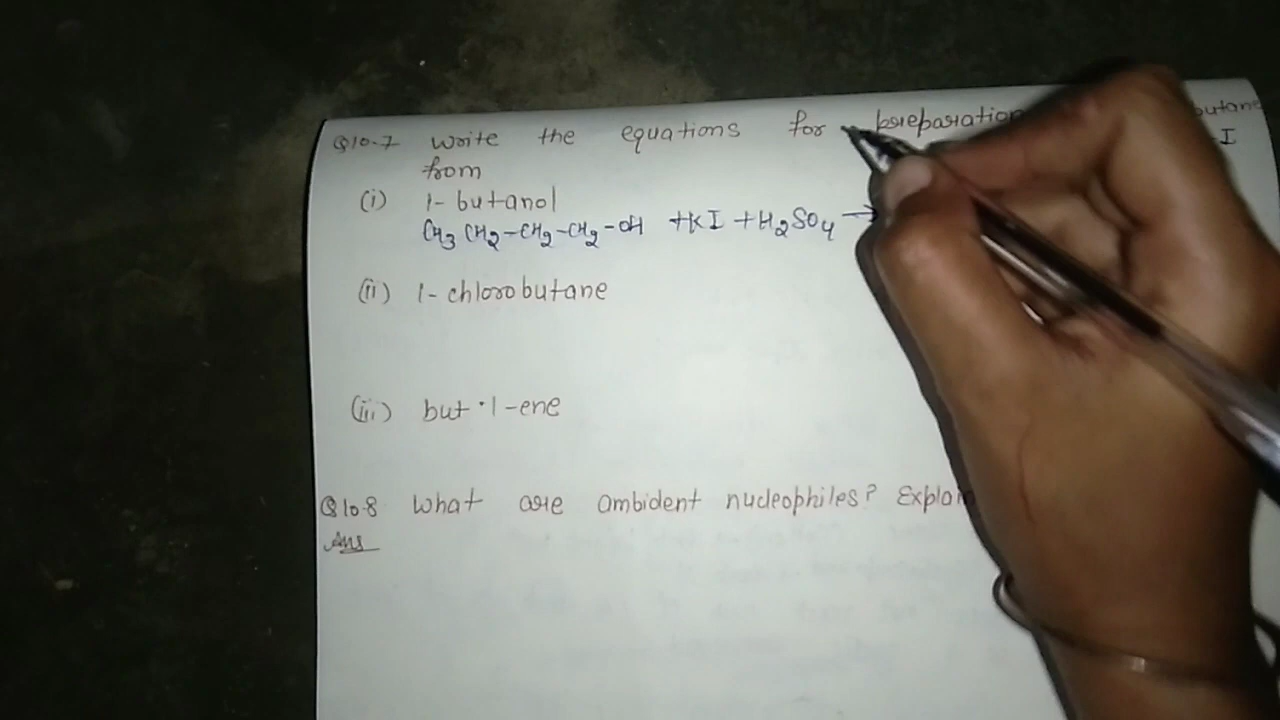 Q10.7 Write the equations for preparation butane
from I
(i) 1-butanol
CH3 CH2-CH2-CH2-OH +KI +H2SO4 →
(ii) 1-chlorobutane
(iii) but-1-ene
Q10.8 What are ambident nucleophiles? Explain
Ans